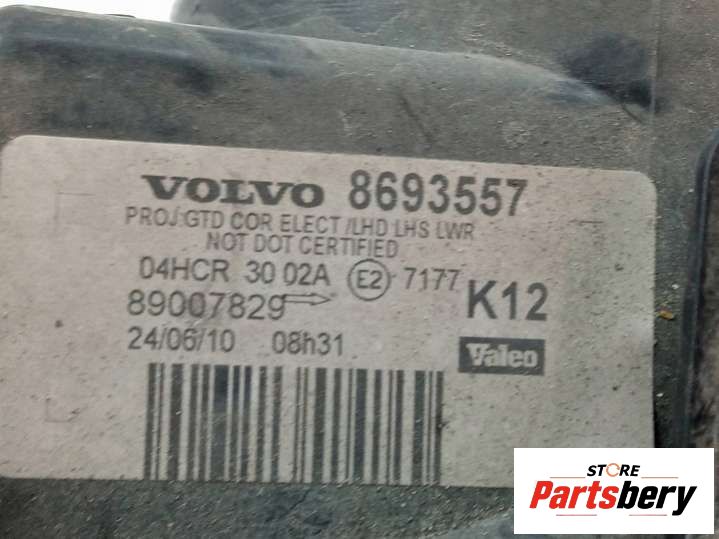 VOLVO 8693557
PROJ:GTD COR ELECT /LHD LHS LWR
NOT DOT CERTIFIED
04HCR 30 02A E2 7177
89007829 K12
24/06/10 08h31 Valeo
STORE
Partsbery